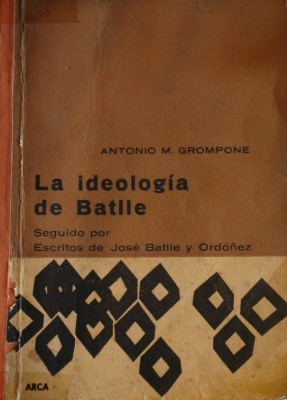 ANTONIO M. GROMPONE
La ideología
de Batlle
Seguido por
Escritos de José Batlle y Ordóñez
ARCA